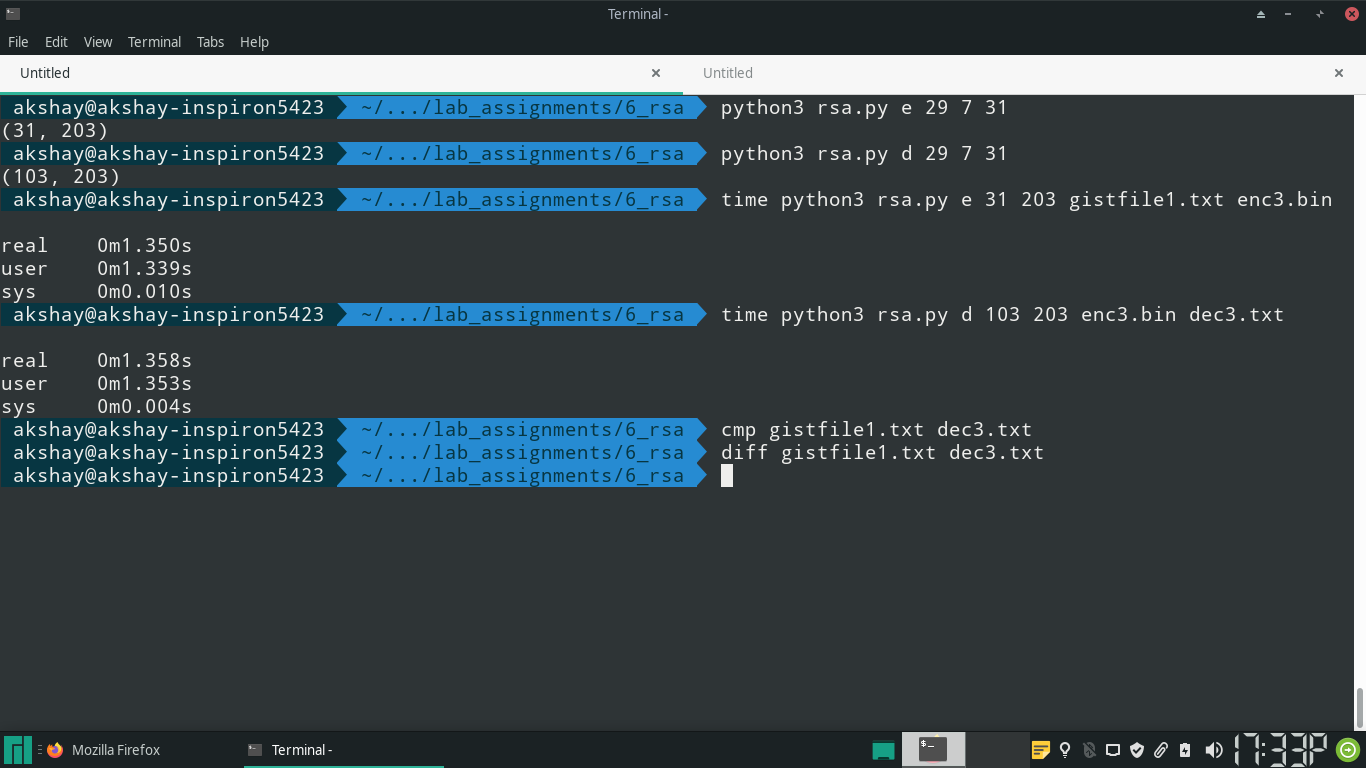 Terminal -
File Edit View Terminal Tabs Help
Untitled × Untitled ×
akshay@akshay-inspiron5423 ~/.../lab_assignments/6_rsa python3 rsa.py e 29 7 31
(31, 203)
akshay@akshay-inspiron5423 ~/.../lab_assignments/6_rsa python3 rsa.py d 29 7 31
(103, 203)
akshay@akshay-inspiron5423 ~/.../lab_assignments/6_rsa time python3 rsa.py e 31 203 gistfile1.txt enc3.bin
real 0m1.350s
user 0m1.339s
sys 0m0.010s
akshay@akshay-inspiron5423 ~/.../lab_assignments/6_rsa time python3 rsa.py d 103 203 enc3.bin dec3.txt
real 0m1.358s
user 0m1.353s
sys 0m0.004s
akshay@akshay-inspiron5423 ~/.../lab_assignments/6_rsa cmp gistfile1.txt dec3.txt
akshay@akshay-inspiron5423 ~/.../lab_assignments/6_rsa diff gistfile1.txt dec3.txt
akshay@akshay-inspiron5423 ~/.../lab_assignments/6_rsa
Mozilla Firefox Terminal - $_ 17:33P